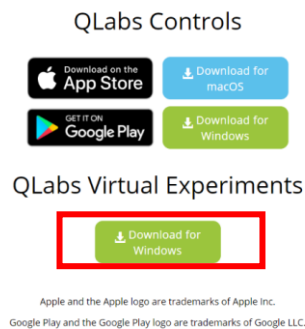 QLabs Controls
Download on the
App Store
Download for
macOS
GET IT ON
Google Play
Download for
Windows
QLabs Virtual Experiments
Download for
Windows
Apple and the Apple logo are trademarks of Apple Inc.
Google Play and the Google Play logo are trademarks of Google LLC.